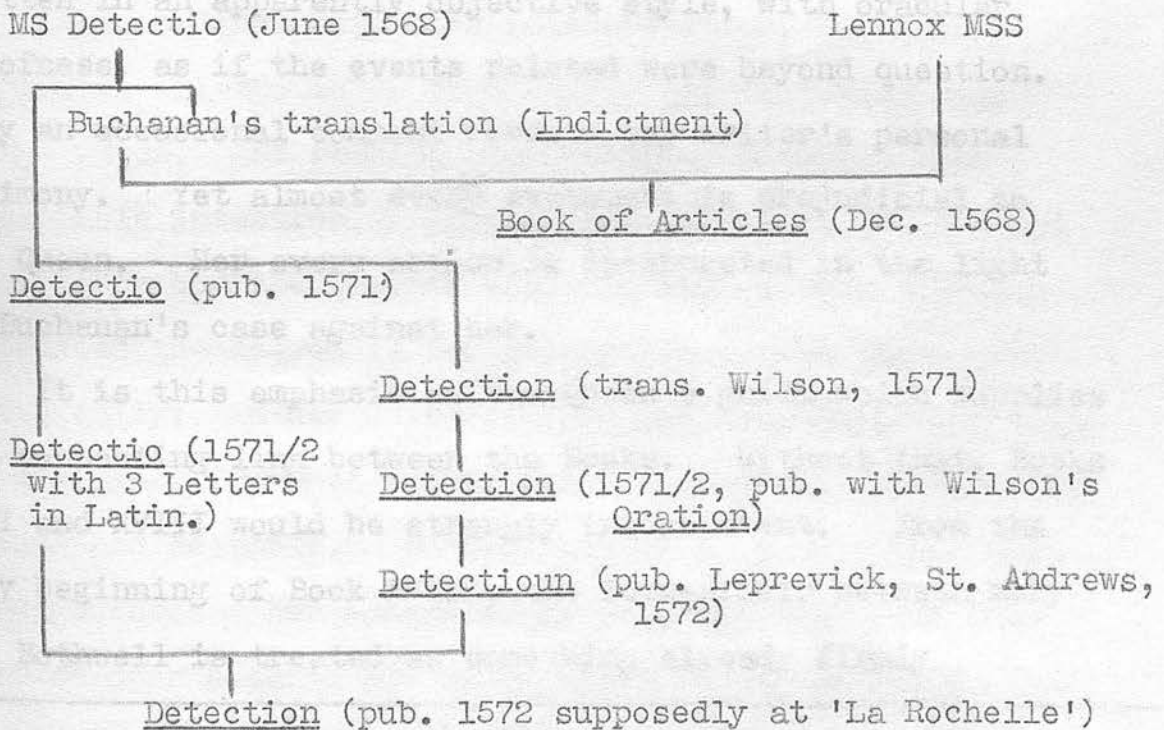 MS Detectio (June 1568) Lennox MSS
Buchanan's translation (Indictment)
Book of Articles (Dec. 1568)
Detectio (pub. 1571)
Detection (trans. Wilson, 1571)
Detectio (1571/2
with 3 Letters
in Latin.)
Detection (1571/2, pub. with Wilson's
Oration)
Detectioun (pub. Leprevick, St. Andrews,
1572)
Detection (pub. 1572 supposedly at 'La Rochelle')